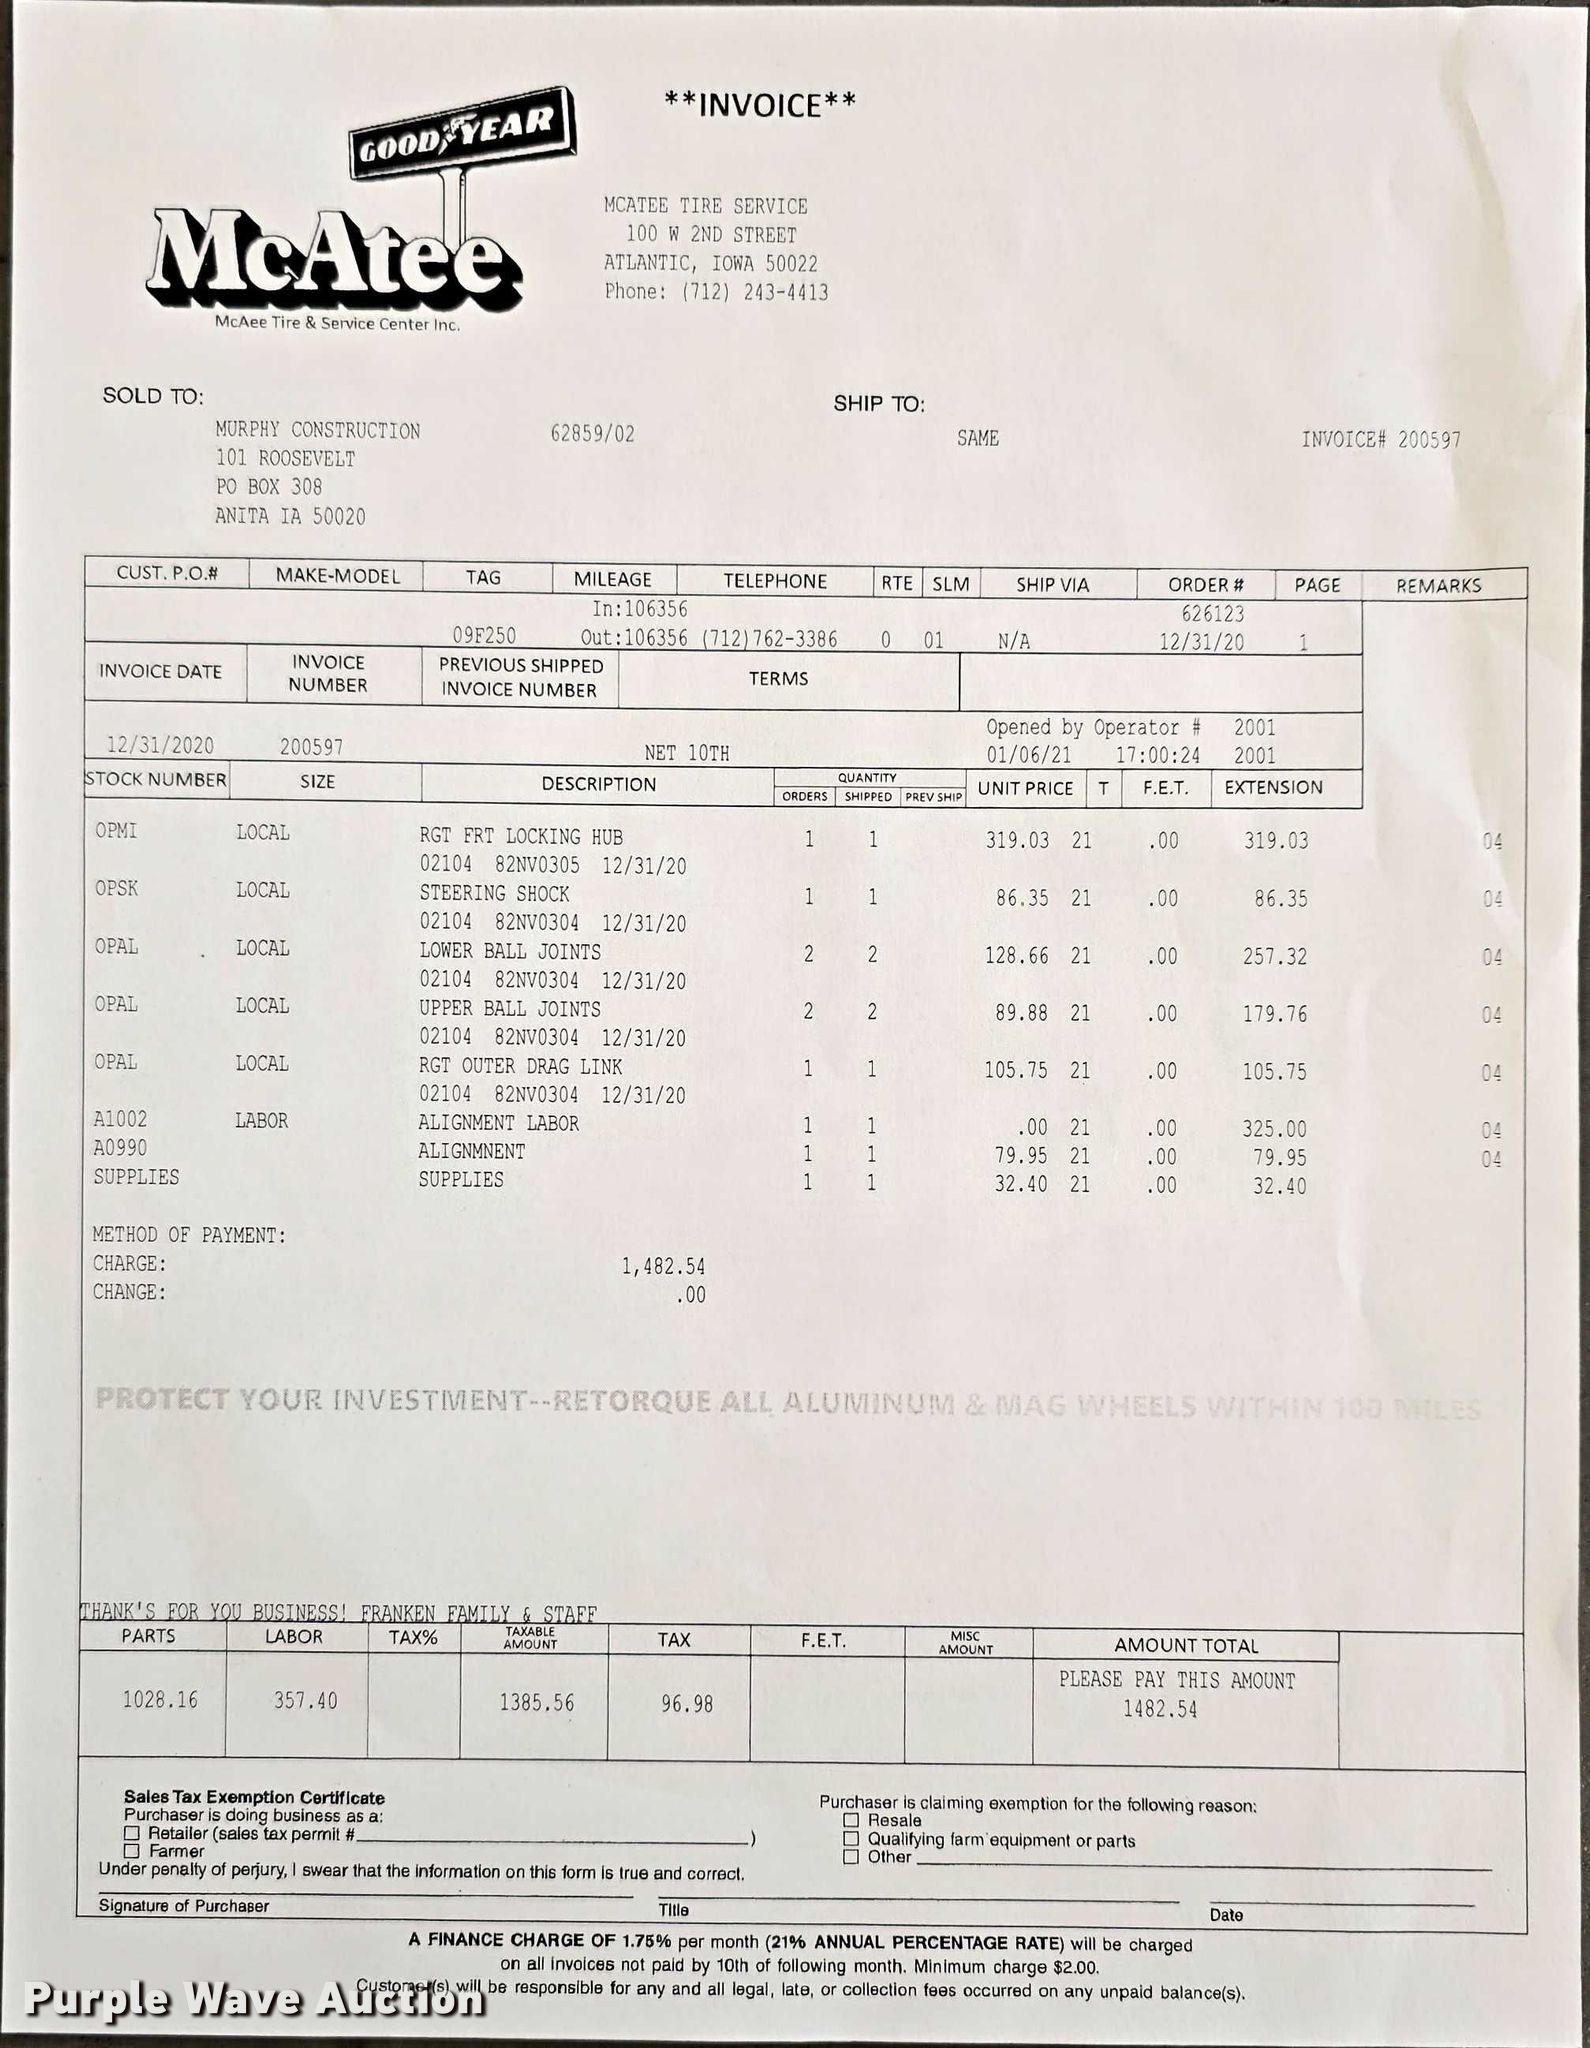 **INVOICE**
GOOD YEAR
McAtee
McAee Tire & Service Center Inc.
MCATEE TIRE SERVICE
100 W 2ND STREET
ATLANTIC, IOWA 50022
Phone: (712) 243-4413
SOLD TO:
SHIP TO:
MURPHY CONSTRUCTION 62859/02 SAME INVOICE# 200597
101 ROOSEVELT
PO BOX 308
ANITA IA 50020
CUST. P.O.# MAKE-MODEL TAG MILEAGE TELEPHONE RTE SLM SHIP VIA ORDER # PAGE REMARKS
In:106356 626123
09F250 Out:106356 (712)762-3386 0 01 N/A 12/31/20 1
INVOICE DATE INVOICE NUMBER PREVIOUS SHIPPED INVOICE NUMBER TERMS
Opened by Operator # 2001
12/31/2020 200597 NET 10TH 01/06/21 17:00:24 2001
STOCK NUMBER SIZE DESCRIPTION QUANTITY UNIT PRICE T F.E.T. EXTENSION
ORDERS SHIPPED PREV SHIP
OPMI LOCAL RGT FRT LOCKING HUB 1 1 319.03 21 .00 319.03 04
02104 82NV0305 12/31/20
OPSK LOCAL STEERING SHOCK 1 1 86.35 21 .00 86.35 04
02104 82NV0304 12/31/20
OPAL . LOCAL LOWER BALL JOINTS 2 2 128.66 21 .00 257.32 04
02104 82NV0304 12/31/20
OPAL LOCAL UPPER BALL JOINTS 2 2 89.88 21 .00 179.76 04
02104 82NV0304 12/31/20
OPAL LOCAL RGT OUTER DRAG LINK 1 1 105.75 21 .00 105.75 04
02104 82NV0304 12/31/20
A1002 LABOR ALIGNMENT LABOR 1 1 .00 21 .00 325.00 04
A0990 ALIGNMNENT 1 1 79.95 21 .00 79.95 04
SUPPLIES SUPPLIES 1 1 32.40 21 .00 32.40
METHOD OF PAYMENT:
CHARGE: 1,482.54
CHANGE: .00
PROTECT YOUR INVESTMENT--RETORQUE ALL ALUMINUM & MAG WHEELS WITHIN 100 MILES
THANK'S FOR YOU BUSINESS! FRANKEN FAMILY & STAFF
PARTS LABOR TAX% TAXABLE AMOUNT TAX F.E.T. MISC AMOUNT AMOUNT TOTAL
PLEASE PAY THIS AMOUNT
1028.16 357.40 1385.56 96.98 1482.54
Sales Tax Exemption Certificate
Purchaser is doing business as a:
Retailer (sales tax permit #____)
Farmer
Under penalty of perjury, I swear that the information on this form is true and correct.
Purchaser is claiming exemption for the following reason:
Resale
Qualifying farm equipment or parts
Other
Signature of Purchaser Title Date
A FINANCE CHARGE OF 1.75% per month (21% ANNUAL PERCENTAGE RATE) will be charged
on all invoices not paid by 10th of following month. Minimum charge $2.00.
Customer(s) will be responsible for any and all legal, late, or collection fees occurred on any unpaid balance(s).
Purple Wave Auction